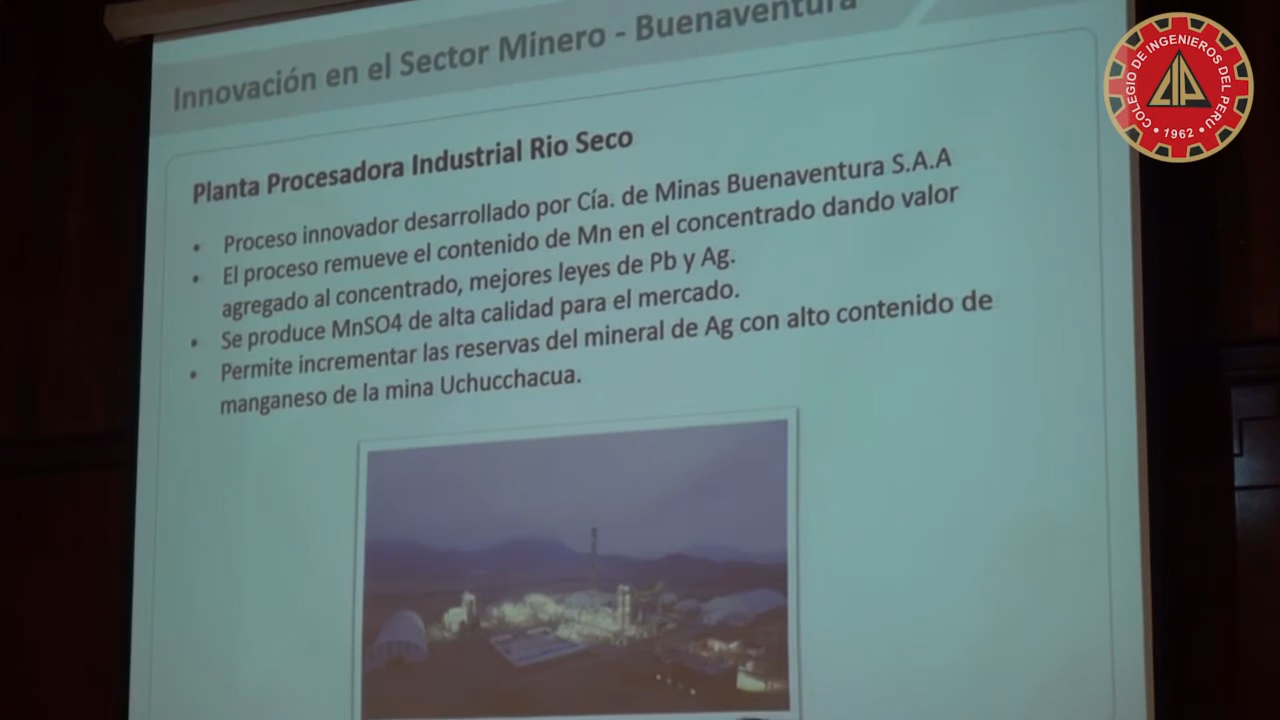 Innovación en el Sector Minero - Buenaventura
Planta Procesadora Industrial Rio Seco
• Proceso innovador desarrollado por Cía. de Minas Buenaventura S.A.A
• El proceso remueve el contenido de Mn en el concentrado dando valor
agregado al concentrado, mejores leyes de Pb y Ag.
• Se produce MnSO4 de alta calidad para el mercado.
• Permite incrementar las reservas del mineral de Ag con alto contenido de
manganeso de la mina Uchucchacua.
COLEGIO DE INGENIEROS DEL PERU
CIP
• 1962 •